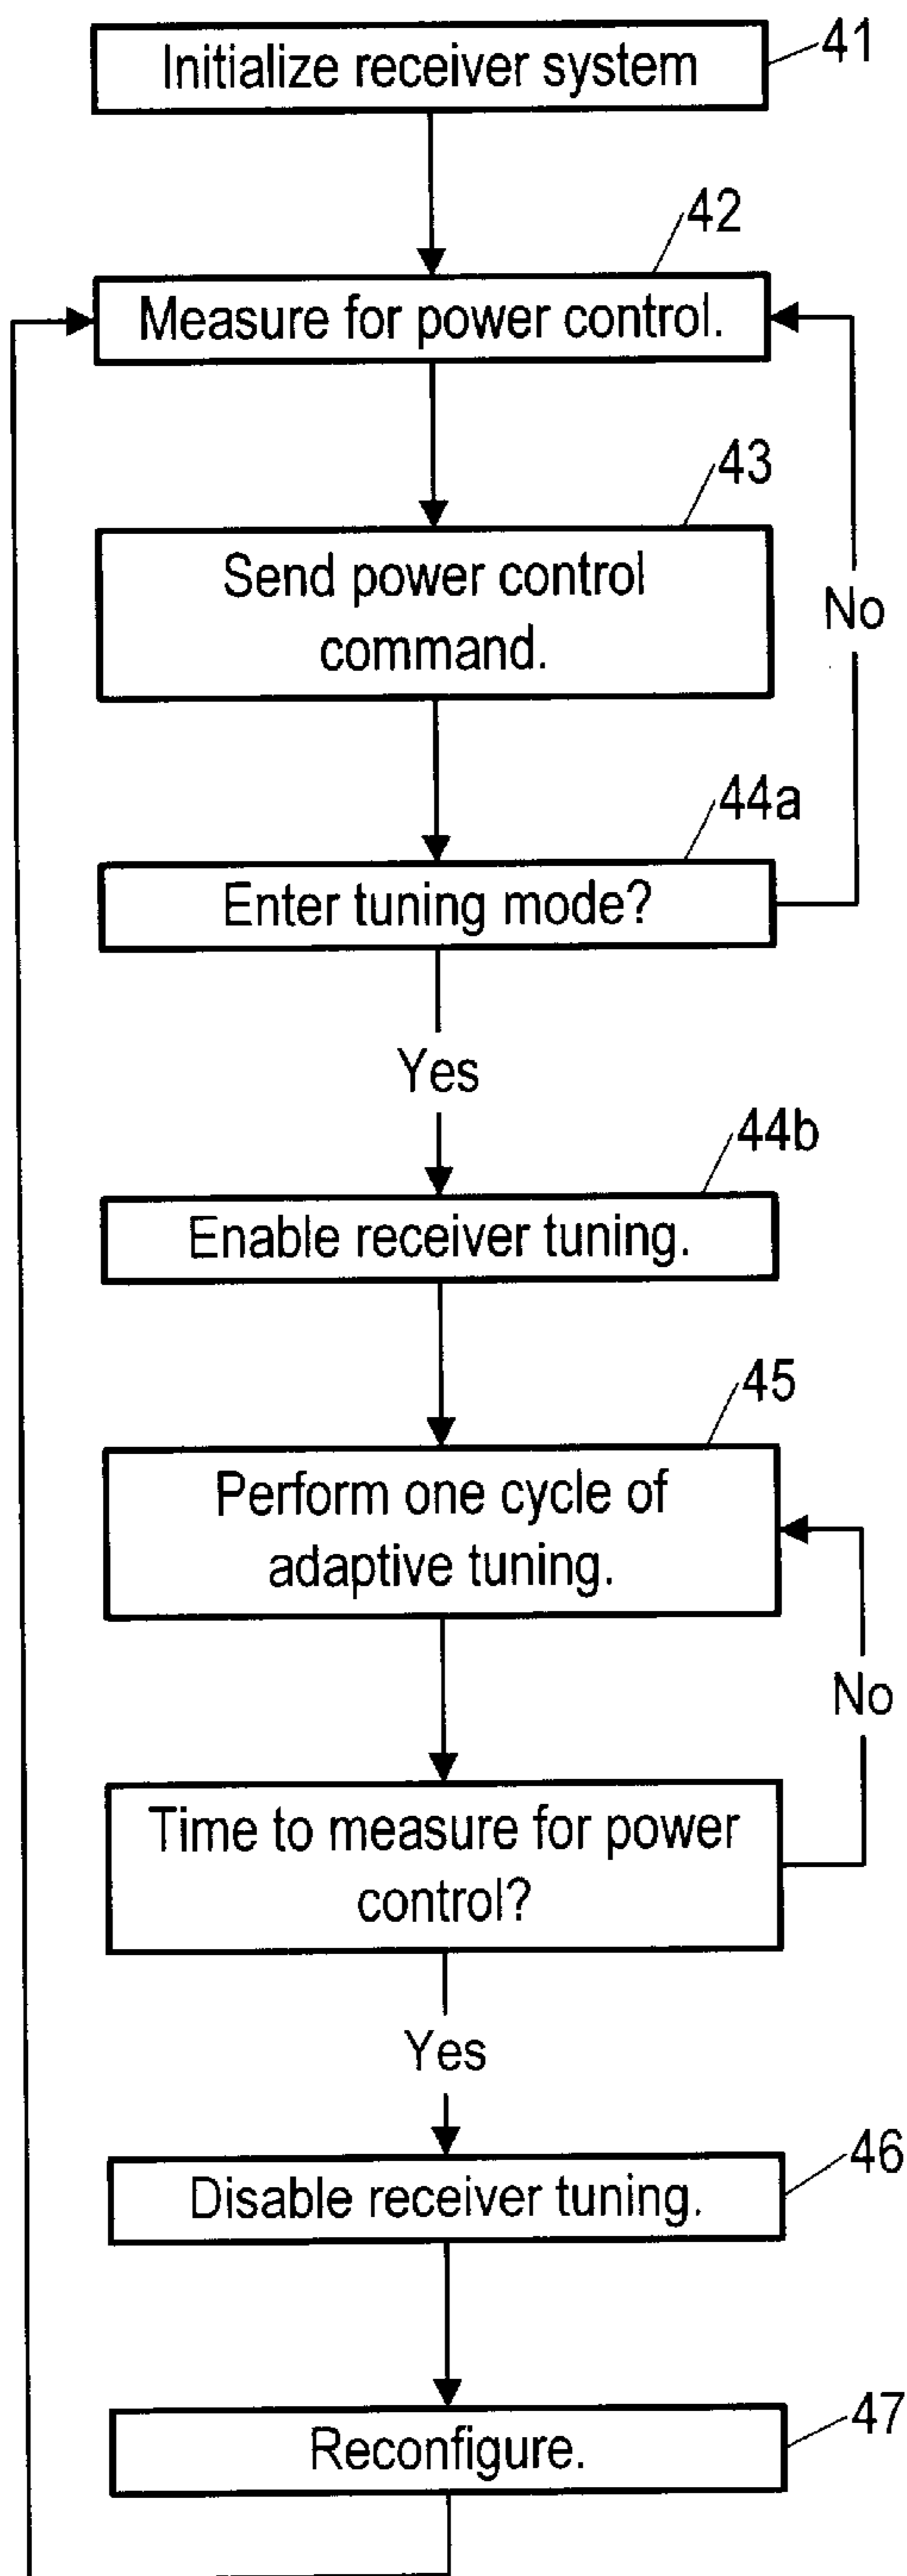 Initialize receiver system
41
42
Measure for power control.
43
Send power control
command.
No
44a
Enter tuning mode?
Yes
44b
Enable receiver tuning.
45
Perform one cycle of
adaptive tuning.
No
Time to measure for power
control?
Yes
46
Disable receiver tuning.
47
Reconfigure.